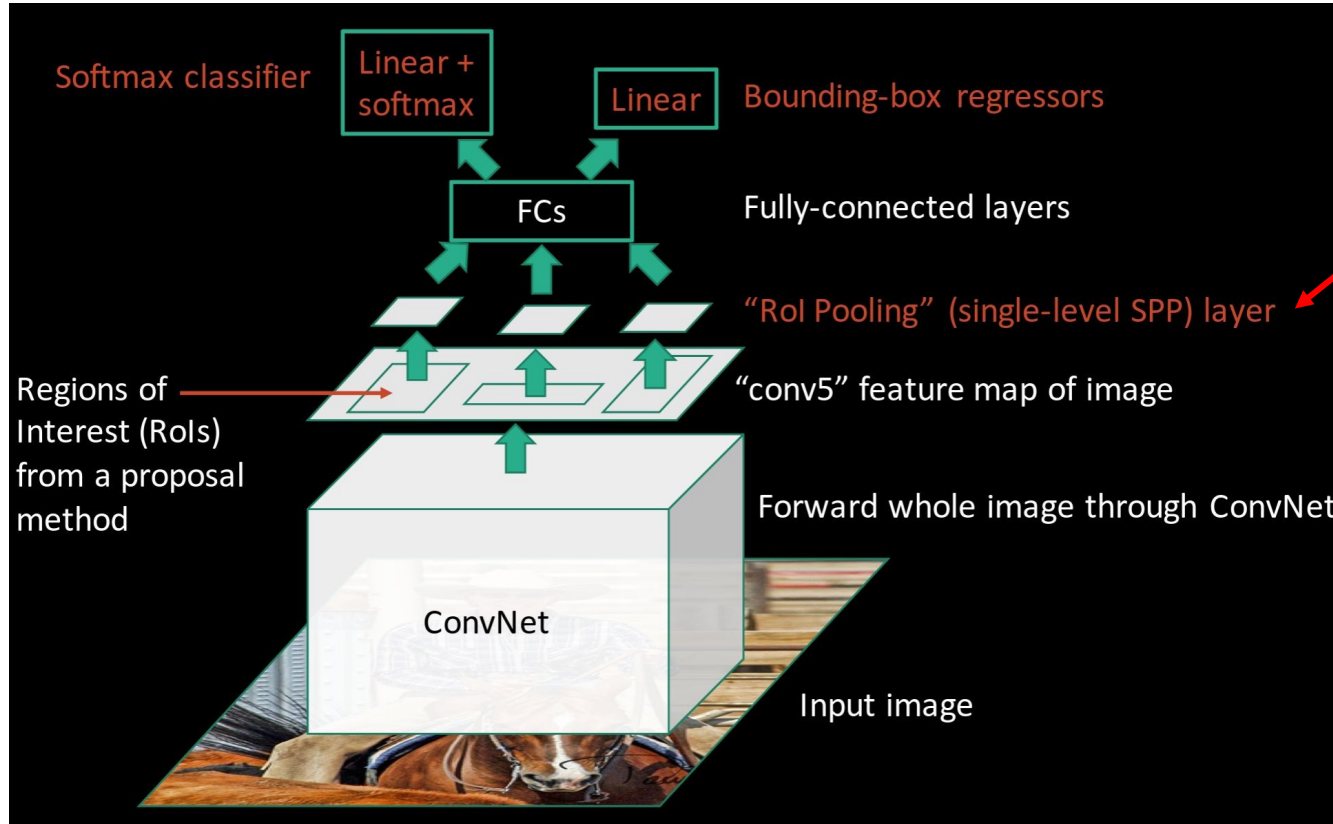 Softmax classifier
Linear +
softmax
Linear
Bounding-box regressors
FCs
Fully-connected layers
“RoI Pooling” (single-level SPP) layer
Regions of
Interest (RoIs)
from a proposal
method
“conv5” feature map of image
Forward whole image through ConvNet
ConvNet
Input image